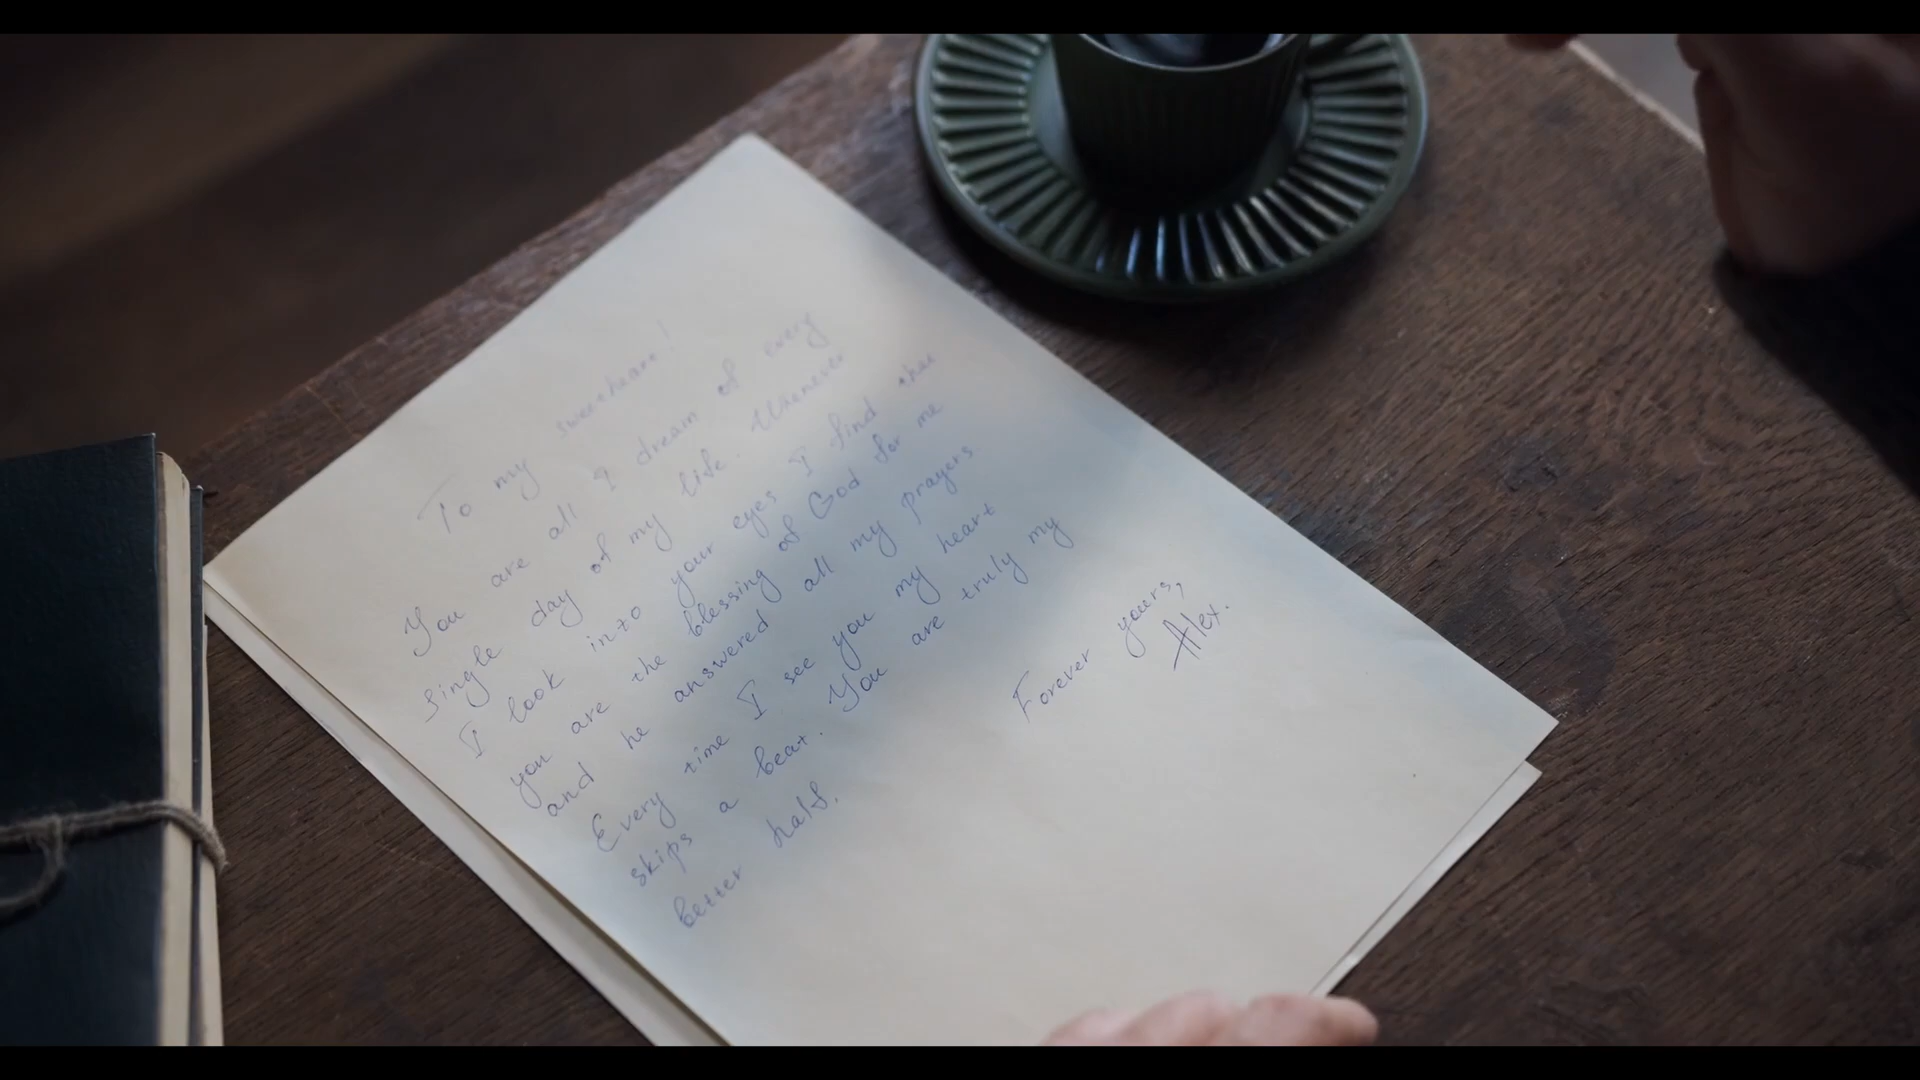 To my sweetheart!
You are all I dream of every
single day of my life. Whenever
I look into your eyes I find that
you are the blessing of God for me
and he answered all my prayers.
Every time I see you my heart
skips a beat. You are truly my
better half.
Forever yours,
Alex.